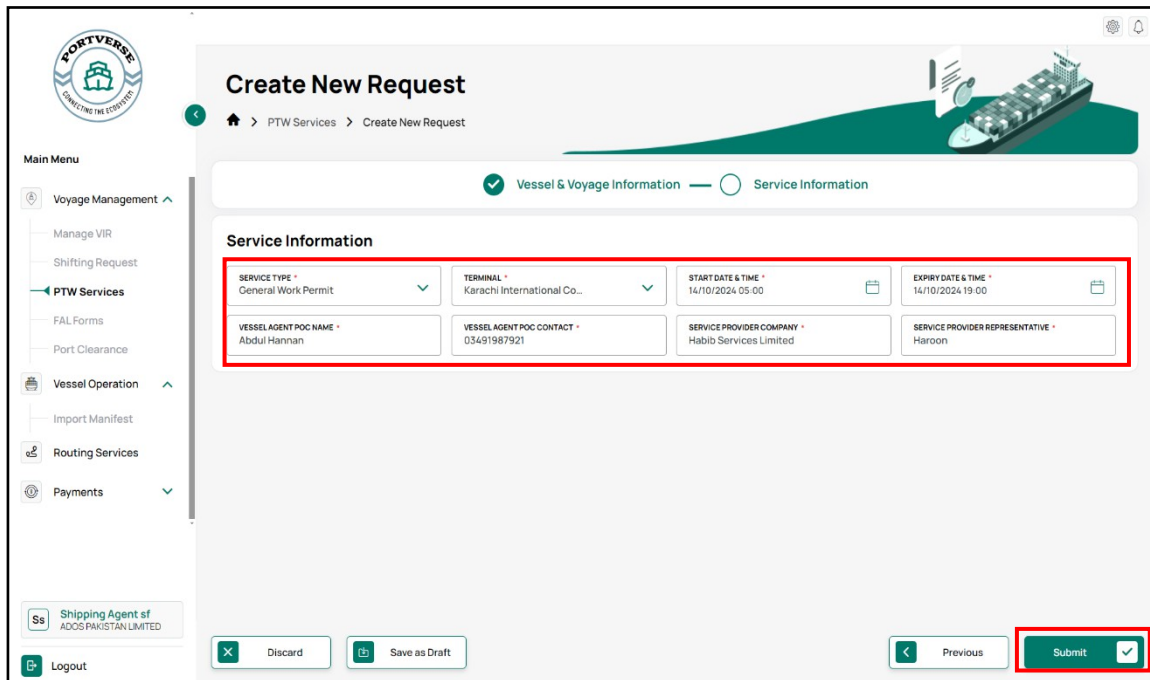 PORTVERSE
CONNECTING THE ECOSYSTEM
Main Menu
Voyage Management
Manage VIR
Shifting Request
PTW Services
FAL Forms
Port Clearance
Vessel Operation
Import Manifest
Routing Services
Payments
Ss
Shipping Agent sf
ADOS PAKISTAN LIMITED
Logout
Create New Request
> PTW Services > Create New Request
Vessel & Voyage Information
Service Information
Service Information
SERVICE TYPE *
General Work Permit
TERMINAL *
Karachi International Co...
START DATE & TIME *
14/10/2024 05:00
EXPIRY DATE & TIME *
14/10/2024 19:00
VESSEL AGENT POC NAME *
Abdul Hannan
VESSEL AGENT POC CONTACT *
03491987921
SERVICE PROVIDER COMPANY *
Habib Services Limited
SERVICE PROVIDER REPRESENTATIVE *
Haroon
Discard
Save as Draft
Previous
Submit